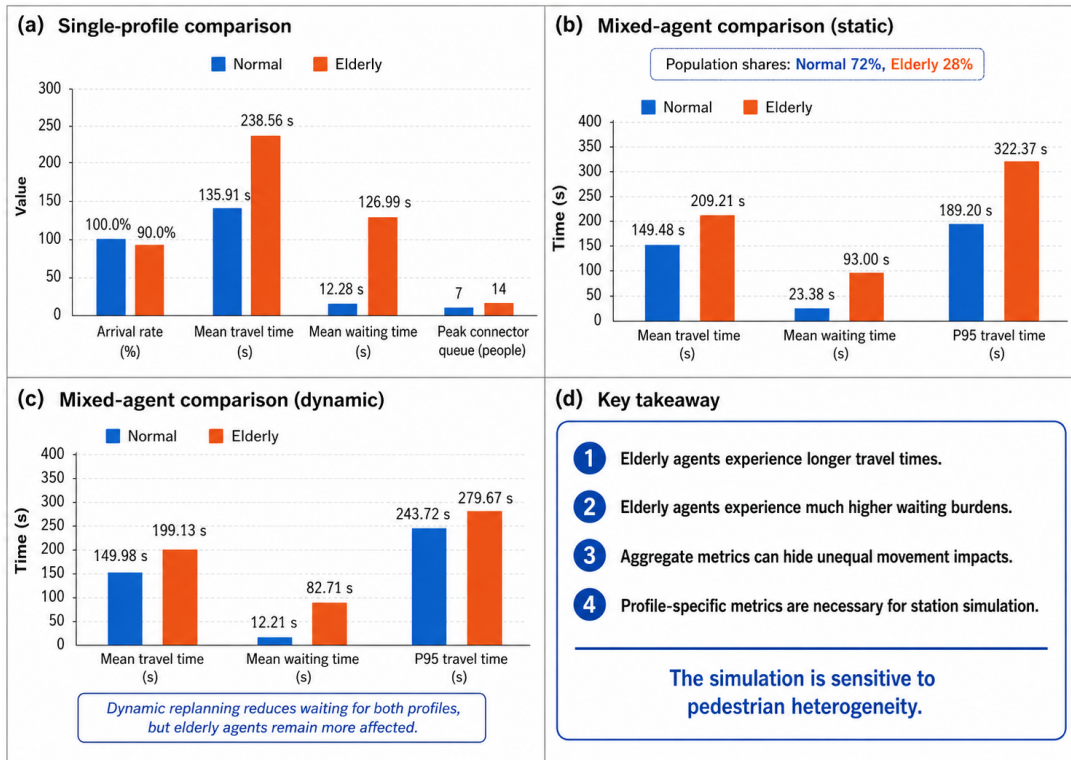 (a) Single-profile comparison
Normal Elderly
Value
300
250
200
150
100
50
0
100.0%
90.0%
135.91 s
238.56 s
12.28 s
126.99 s
7
14
Arrival rate
(%)
Mean travel time
(s)
Mean waiting time
(s)
Peak connector
queue (people)
(b) Mixed-agent comparison (static)
Population shares: Normal 72%, Elderly 28%
Normal Elderly
Time (s)
400
350
300
250
200
150
100
50
0
149.48 s
209.21 s
23.38 s
93.00 s
189.20 s
322.37 s
Mean travel time
(s)
Mean waiting time
(s)
P95 travel time
(s)
(c) Mixed-agent comparison (dynamic)
Normal Elderly
Time (s)
400
350
300
250
200
150
100
50
0
149.98 s
199.13 s
12.21 s
82.71 s
243.72 s
279.67 s
Mean travel time
(s)
Mean waiting time
(s)
P95 travel time
(s)
Dynamic replanning reduces waiting for both profiles,
but elderly agents remain more affected.
(d) Key takeaway
1 Elderly agents experience longer travel times.
2 Elderly agents experience much higher waiting burdens.
3 Aggregate metrics can hide unequal movement impacts.
4 Profile-specific metrics are necessary for station simulation.
The simulation is sensitive to
pedestrian heterogeneity.